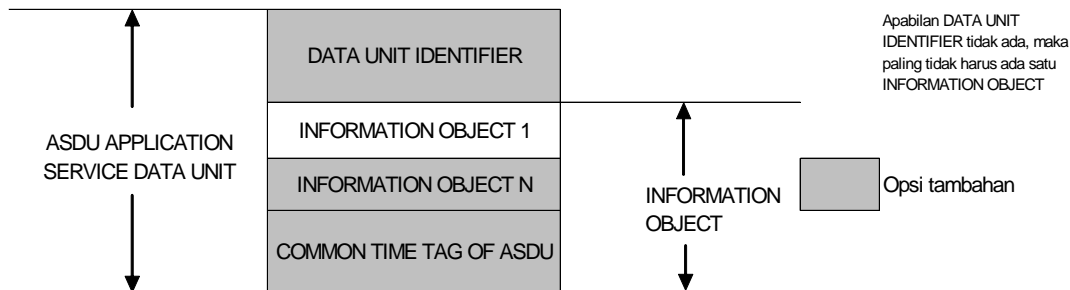 DATA UNIT IDENTIFIER
INFORMATION OBJECT 1
INFORMATION OBJECT N
COMMON TIME TAG OF ASDU
ASDU APPLICATION
SERVICE DATA UNIT
INFORMATION
OBJECT
Apabilan DATA UNIT
IDENTIFIER tidak ada, maka
paling tidak harus ada satu
INFORMATION OBJECT
Opsi tambahan